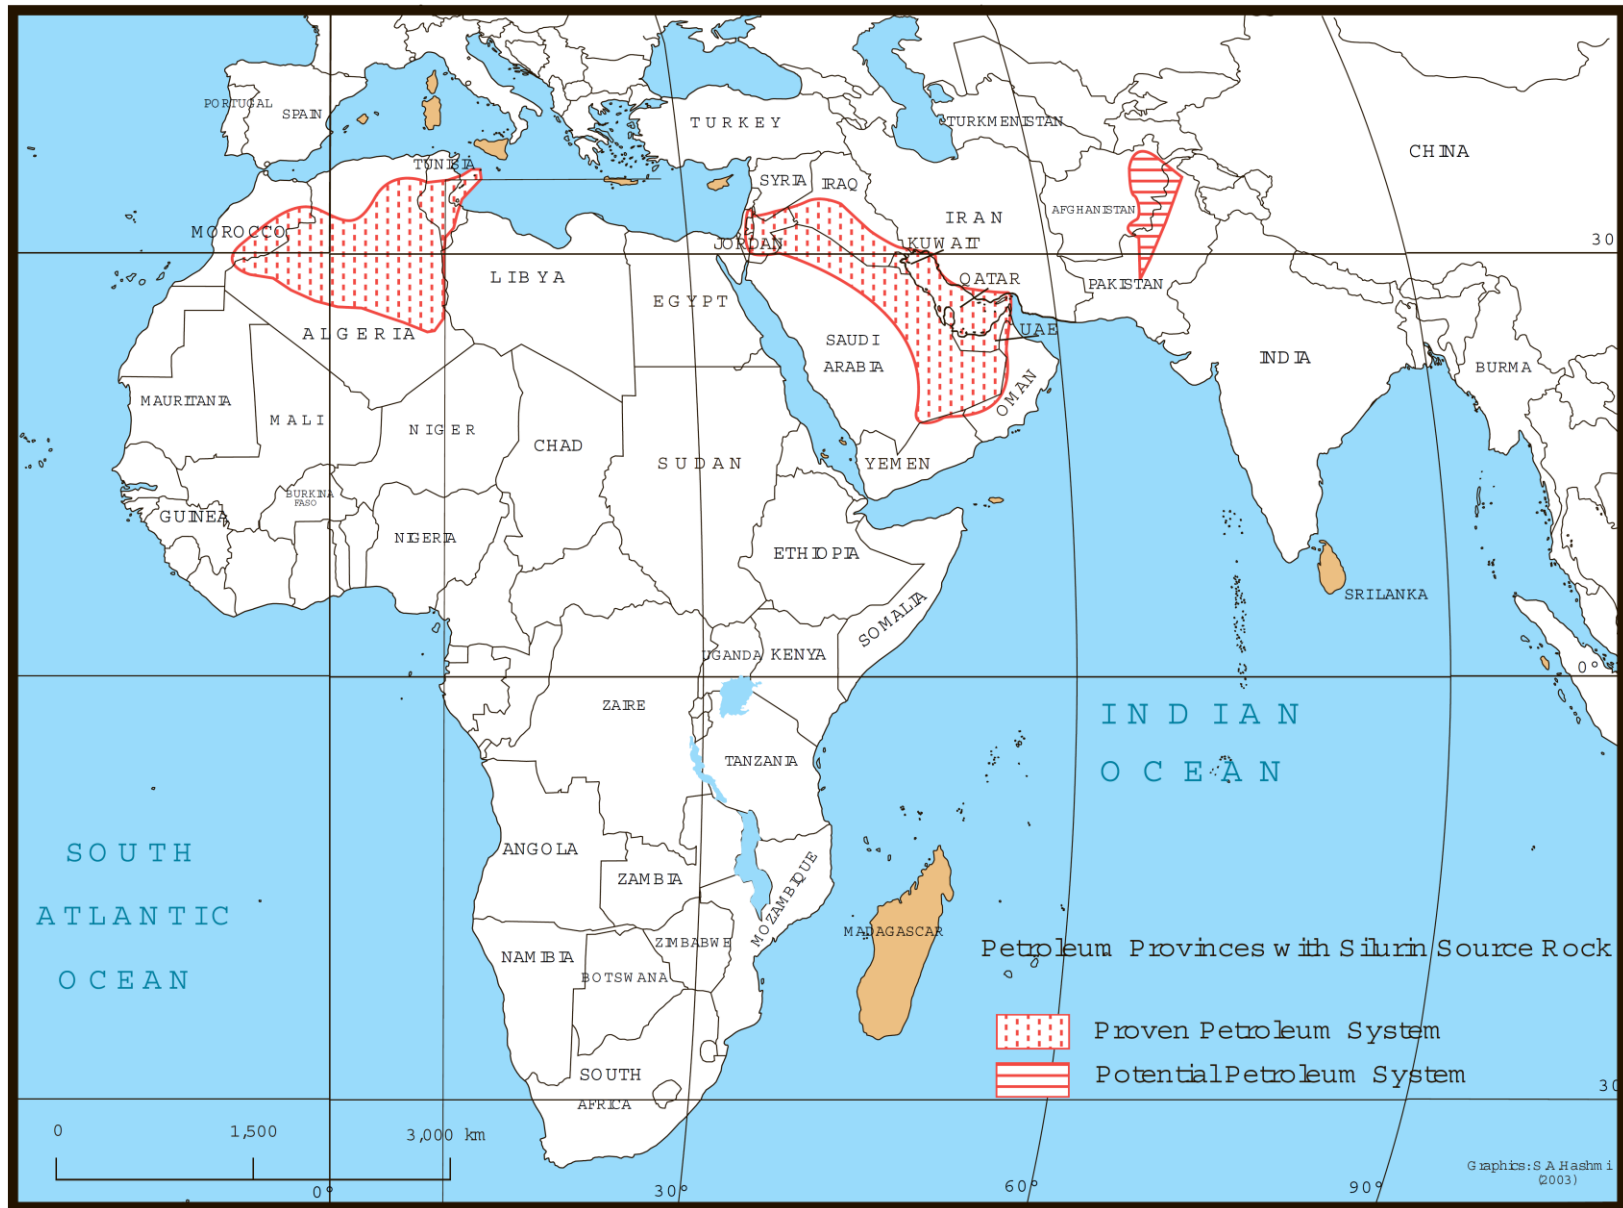 PORTUGAL
SPAIN
TURKEY
TURKMENISTAN
CHINA
TUNISIA
SYRIA
IRAQ
IRAN
AFGHANISTAN
MOROCCO
JORDAN
KUWAIT
30
LIBYA
EGYPT
QATAR
PAKISTAN
ALGERIA
SAUDI
ARABIA
UAE
INDIA
BURMA
MAURITANIA
MALI
NIGER
CHAD
SUDAN
OMAN
YEMEN
BURKINA
FASO
GUINEA
NIGERIA
ETHIOPIA
SOMALIA
SRILANKA
UGANDA
KENYA
0°
ZAIRE
TANZANIA
INDIAN
OCEAN
SOUTH
ATLANTIC
OCEAN
ANGOLA
ZAMBIA
MOZAMBIQUE
MADAGASCAR
NAMIBIA
ZIMBABWE
BOTSWANA
SOUTH
AFRICA
Petroleum Provinces with Silurin Source Rock
Proven Petroleum System
Potential Petroleum System
30
0
1,500
3,000 km
0°
30°
60°
90°
Graphics: S A Hashmi
(2003)